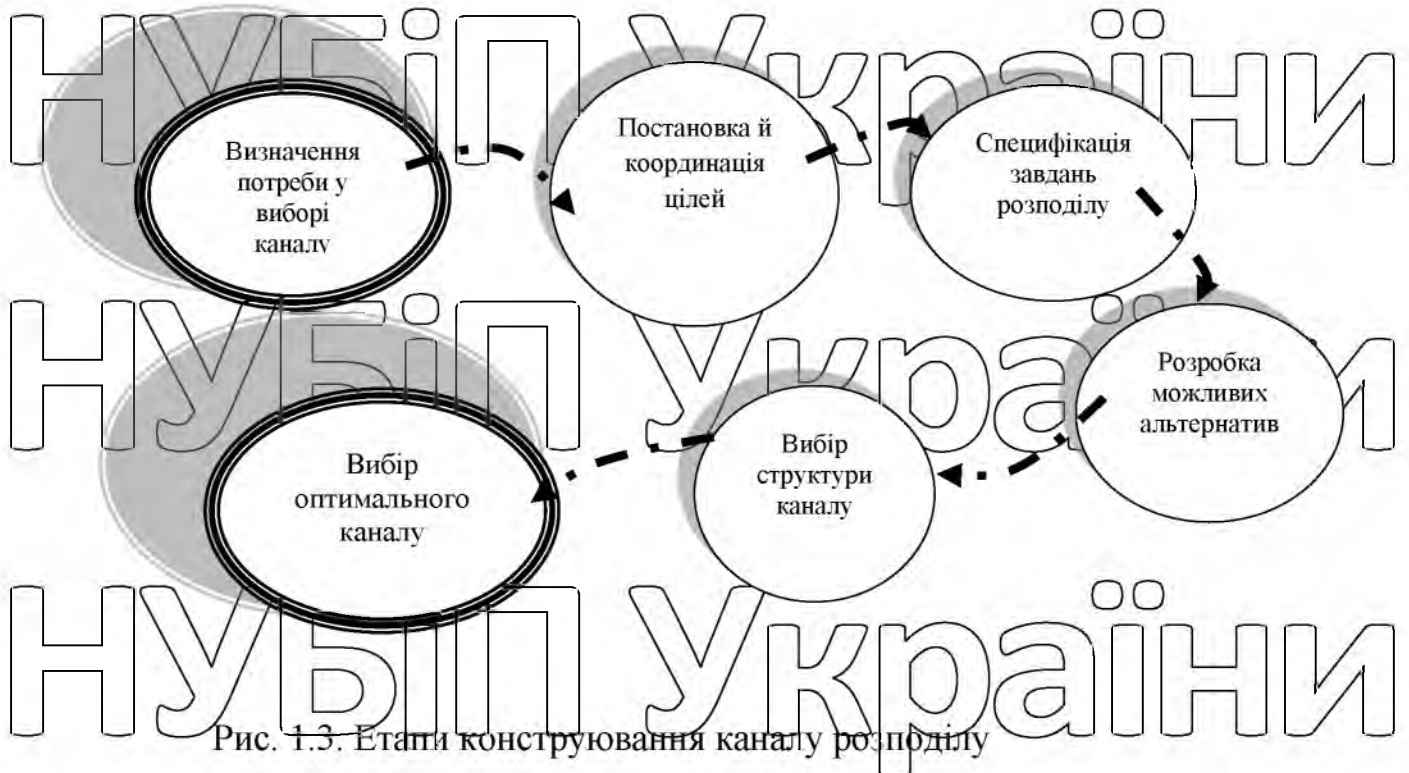 НУБіП України
Визначення
потреби у
виборі
каналу
Постановка й
координація
цілей
Специфікація
завдань
розподілу
НУБіП України
Розробка
можливих
альтернатив
Вибір
структури
каналу
Вибір
оптимального
каналу
НУБіП України
Рис. 1.3. Етапи конструювання каналу розподілу